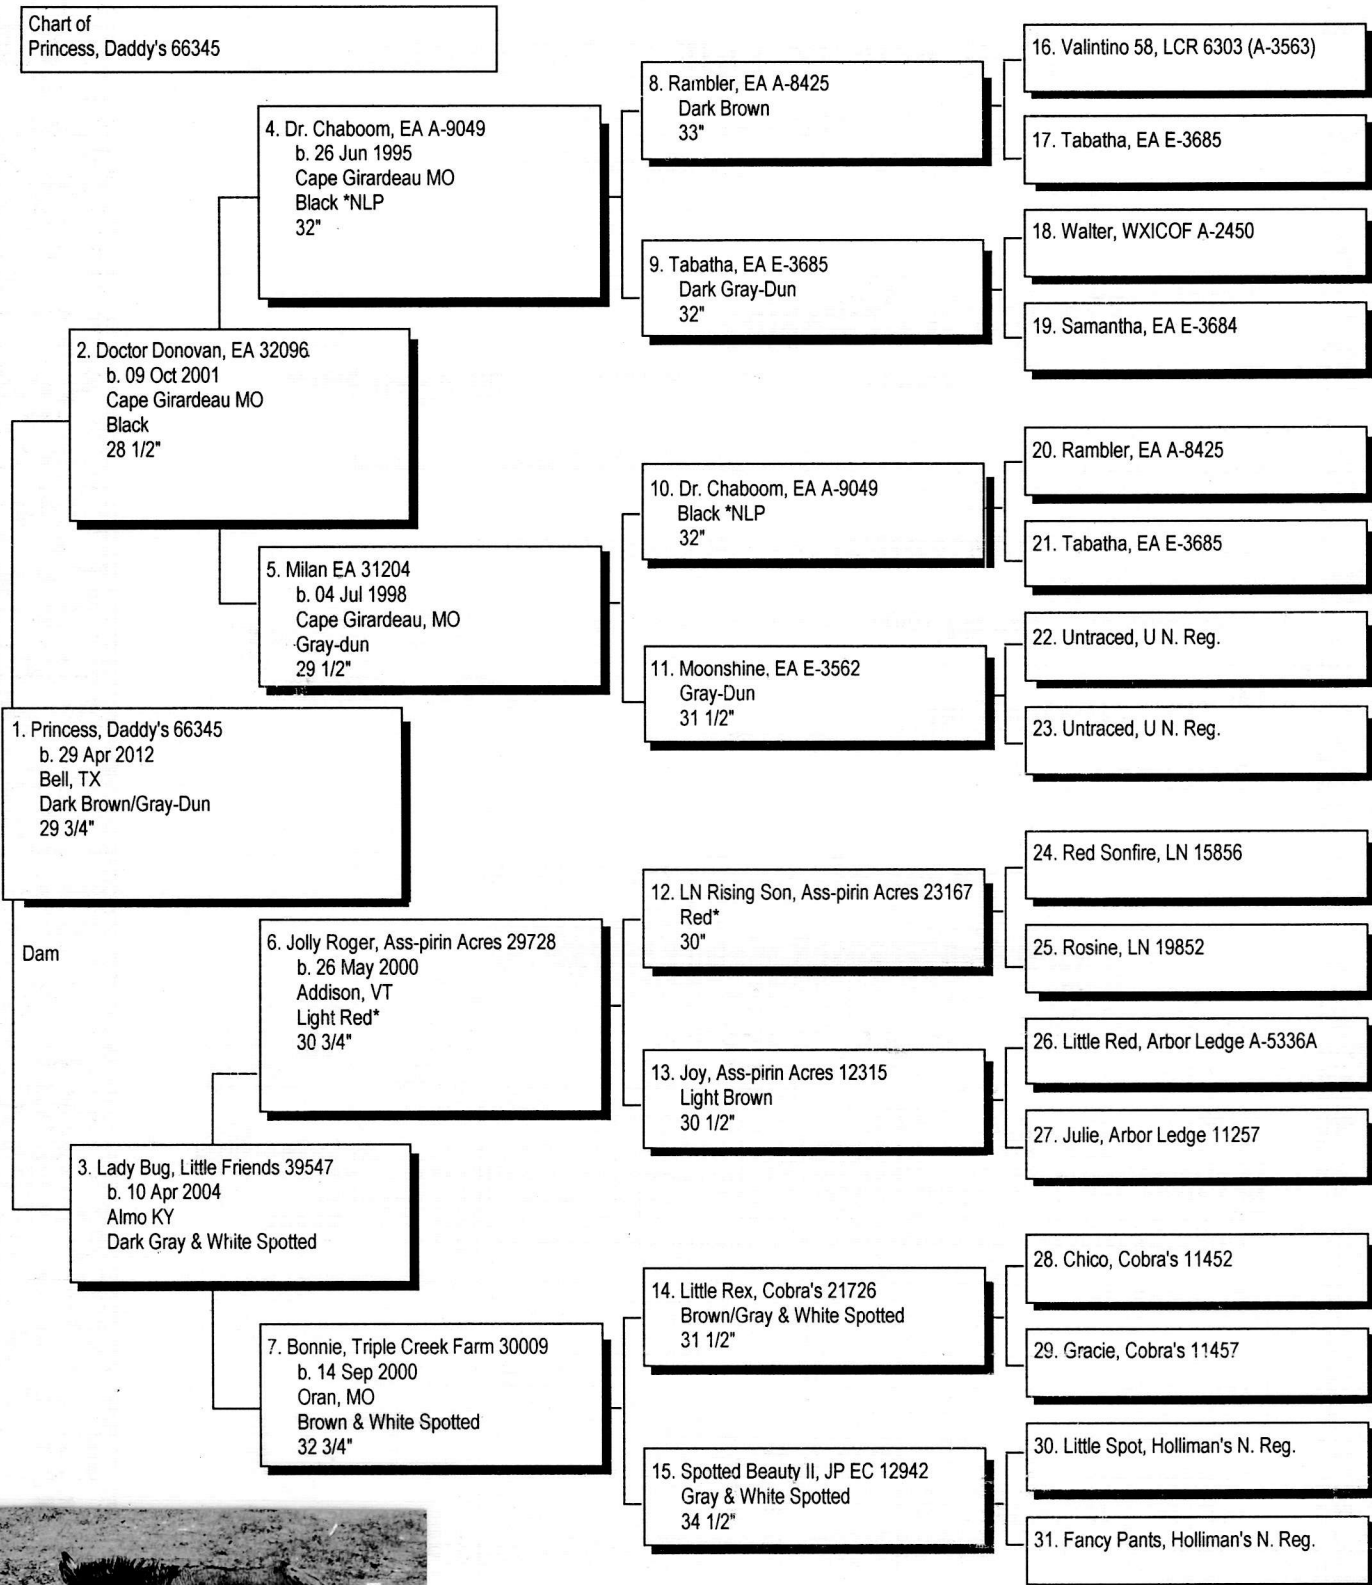 Chart of
Princess, Daddy's 66345
1. Princess, Daddy's 66345
b. 29 Apr 2012
Bell, TX
Dark Brown/Gray-Dun
29 3/4"
Dam
2. Doctor Donovan, EA 32096
b. 09 Oct 2001
Cape Girardeau MO
Black
28 1/2"
3. Lady Bug, Little Friends 39547
b. 10 Apr 2004
Almo KY
Dark Gray & White Spotted
4. Dr. Chaboom, EA A-9049
b. 26 Jun 1995
Cape Girardeau MO
Black *NLP
32"
5. Milan EA 31204
b. 04 Jul 1998
Cape Girardeau, MO
Gray-dun
29 1/2"
6. Jolly Roger, Ass-pirin Acres 29728
b. 26 May 2000
Addison, VT
Light Red*
30 3/4"
7. Bonnie, Triple Creek Farm 30009
b. 14 Sep 2000
Oran, MO
Brown & White Spotted
32 3/4"
8. Rambler, EA A-8425
Dark Brown
33"
9. Tabatha, EA E-3685
Dark Gray-Dun
32"
10. Dr. Chaboom, EA A-9049
Black *NLP
32"
11. Moonshine, EA E-3562
Gray-Dun
31 1/2"
12. LN Rising Son, Ass-pirin Acres 23167
Red*
30"
13. Joy, Ass-pirin Acres 12315
Light Brown
30 1/2"
14. Little Rex, Cobra's 21726
Brown/Gray & White Spotted
31 1/2"
15. Spotted Beauty II, JP EC 12942
Gray & White Spotted
34 1/2"
16. Valintino 58, LCR 6303 (A-3563)
17. Tabatha, EA E-3685
18. Walter, WXICOF A-2450
19. Samantha, EA E-3684
20. Rambler, EA A-8425
21. Tabatha, EA E-3685
22. Untraced, U N. Reg.
23. Untraced, U N. Reg.
24. Red Sonfire, LN 15856
25. Rosine, LN 19852
26. Little Red, Arbor Ledge A-5336A
27. Julie, Arbor Ledge 11257
28. Chico, Cobra's 11452
29. Gracie, Cobra's 11457
30. Little Spot, Holliman's N. Reg.
31. Fancy Pants, Holliman's N. Reg.